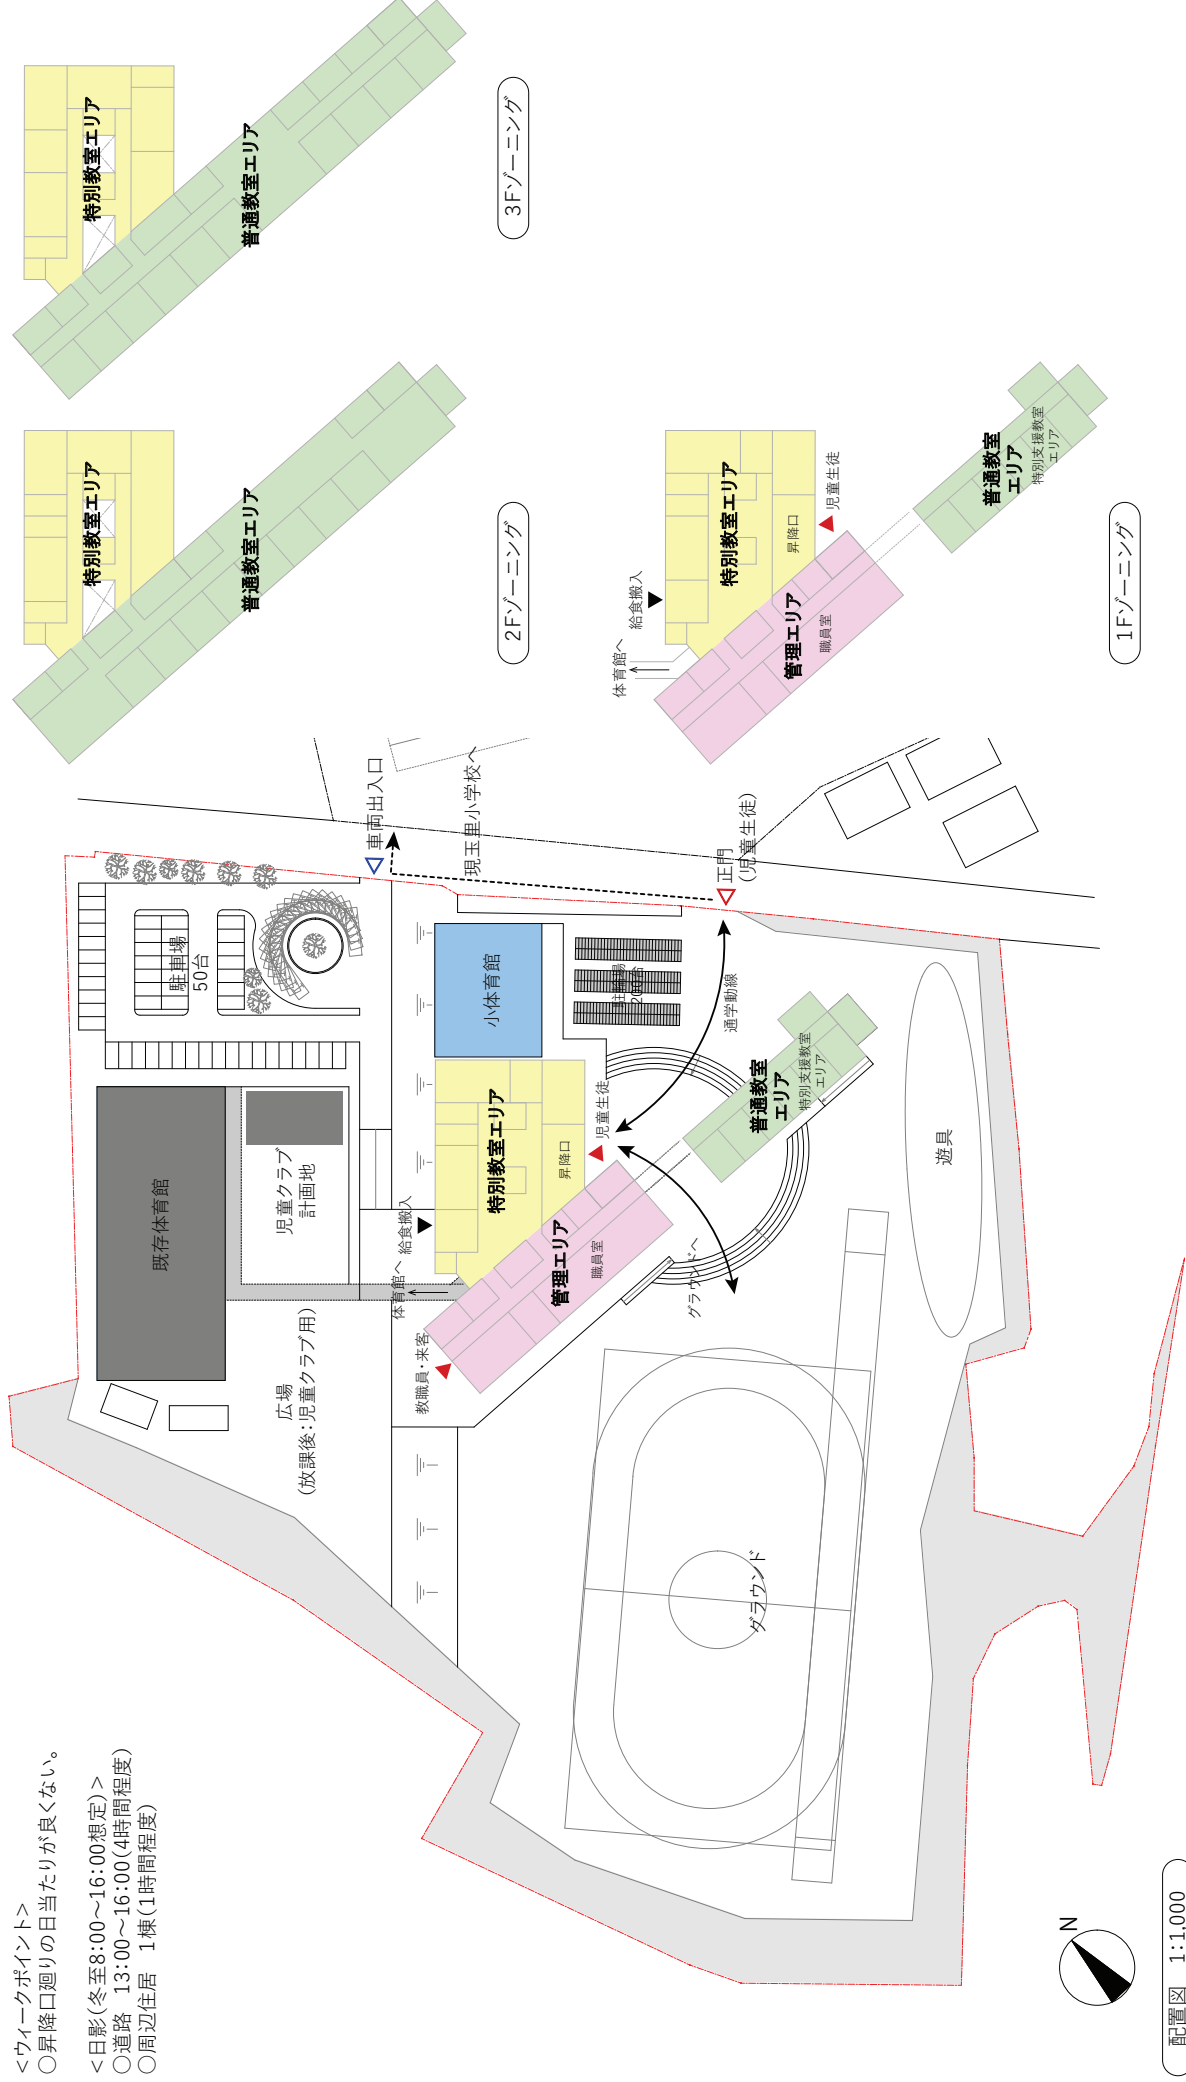 <ウィークポイント>
○昇降口廻りの日当たりが良くない。
<日影(冬至8:00～16:00想定)>
○道路　13:00～16:00(4時間程度)
○周辺住居　1棟(1時間程度)
既存体育館
児童クラブ
計画地
広場
(放課後:児童クラブ用)
駐車場
50台
車両出入口
現玉里小学校へ
正門
(児童生徒)
小体育館
駐輪場
200台
通学動線
体育館へ
給食搬入
教職員・来客
特別教室エリア
昇降口
児童生徒
管理エリア
職員室
普通教室
エリア
特別支援教室
エリア
グラウンドへ
グラウンド
遊具
N
配置図　1:1,000
体育館へ
給食搬入
特別教室エリア
昇降口
児童生徒
管理エリア
職員室
普通教室
エリア
特別支援教室
エリア
1Fゾーニング
特別教室エリア
普通教室エリア
2Fゾーニング
特別教室エリア
普通教室エリア
3Fゾーニング